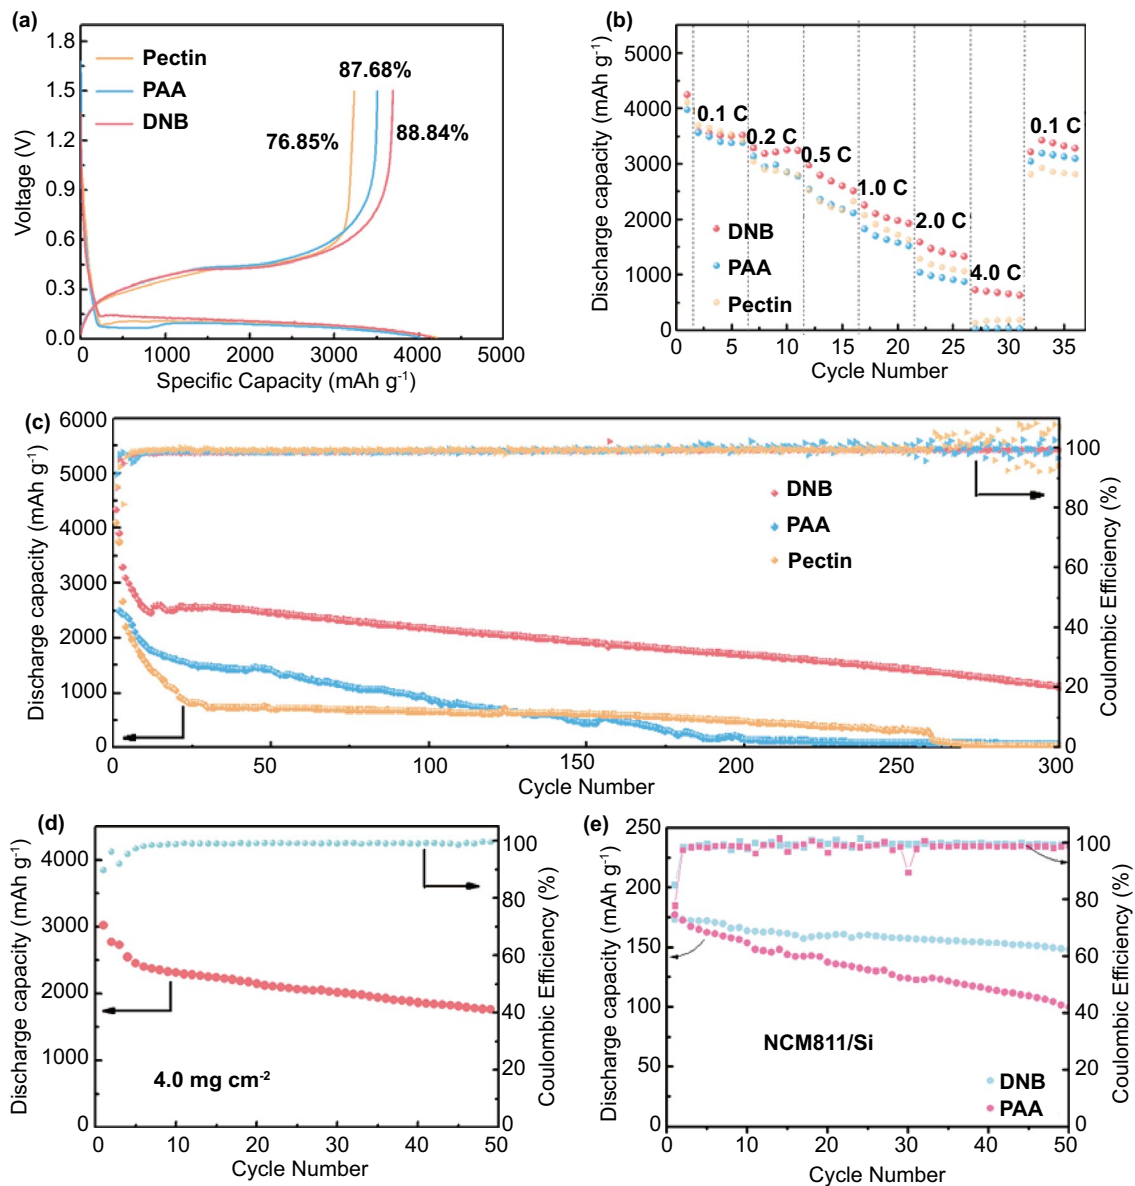 (a)
1.8
1.5
1.2
0.9
0.6
0.3
0.0
Voltage (V)
Pectin
PAA
DNB
87.68%
76.85%
88.84%
0 1000 2000 3000 4000 5000
Specific Capacity (mAh g-1)
(b)
5000
4000
3000
2000
1000
0
Discharge capacity (mAh g-1)
0.1 C
0.2 C
0.5 C
1.0 C
2.0 C
4.0 C
0.1 C
DNB
PAA
Pectin
0 5 10 15 20 25 30 35
Cycle Number
(c)
6000
5000
4000
3000
2000
1000
0
Discharge capacity (mAh g-1)
DNB
PAA
Pectin
100
80
60
40
20
0
Coulombic Efficiency (%)
0 50 100 150 200 250 300
Cycle Number
(d)
4000
3000
2000
1000
0
Discharge capacity (mAh g-1)
4.0 mg cm-2
100
80
60
40
20
0
Coulombic Efficiency (%)
0 10 20 30 40 50
Cycle Number
(e)
250
200
175
150
100
50
0
Discharge capacity (mAh g-1)
NCM811/Si
DNB
PAA
100
80
60
40
20
0
Coulombic Efficiency (%)
0 10 20 30 40 50
Cycle Number